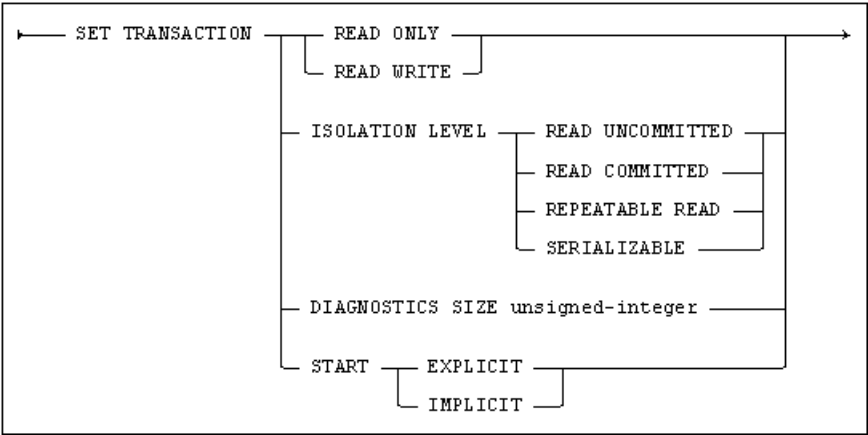 SET TRANSACTION READ ONLY
READ WRITE
ISOLATION LEVEL READ UNCOMMITTED
READ COMMITTED
REPEATABLE READ
SERIALIZABLE
DIAGNOSTICS SIZE unsigned-integer
START EXPLICIT
IMPLICIT